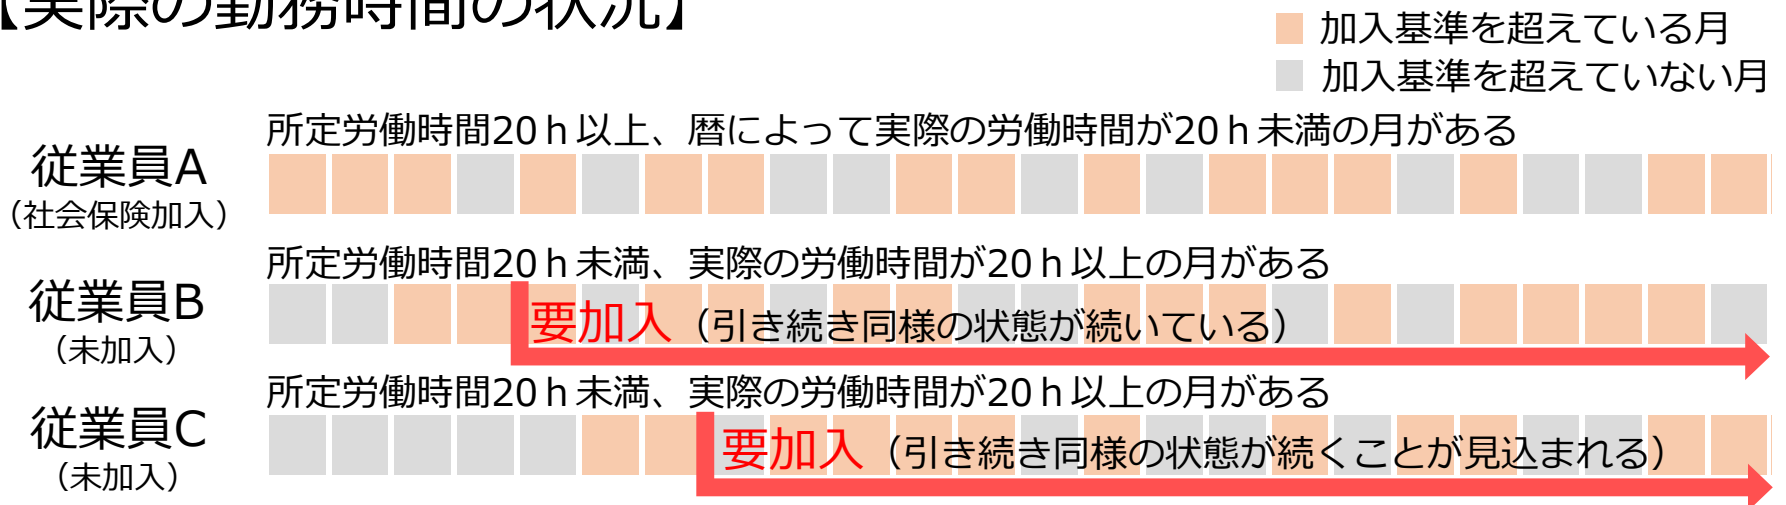 【実際の勤務時間の状況】
加入基準を超えている月
加入基準を超えていない月
所定労働時間20ｈ以上、暦によって実際の労働時間が20ｈ未満の月がある
従業員A
（社会保険加入）
所定労働時間20ｈ未満、実際の労働時間が20ｈ以上の月がある
従業員B
（未加入）
要加入（引き続き同様の状態が続いている）
所定労働時間20ｈ未満、実際の労働時間が20ｈ以上の月がある
従業員C
（未加入）
要加入（引き続き同様の状態が続くことが見込まれる）